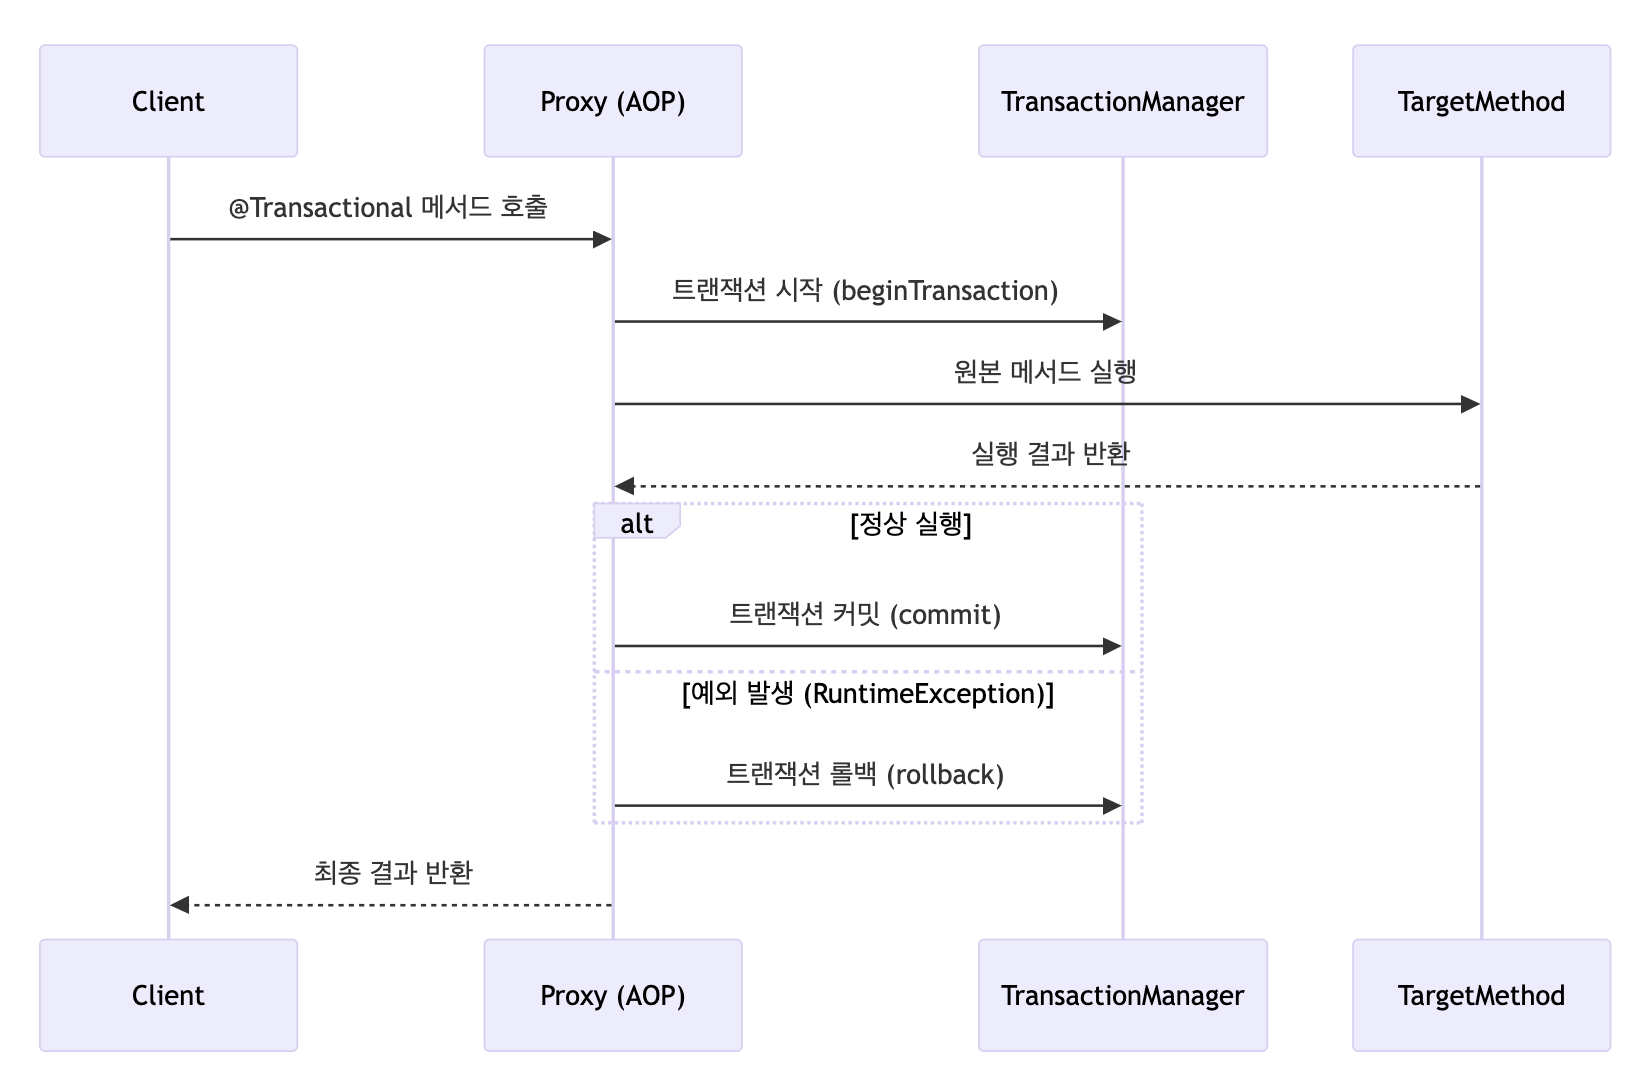 Client
Proxy (AOP)
TransactionManager
TargetMethod
@Transactional 메서드 호출
트랜잭션 시작 (beginTransaction)
원본 메서드 실행
실행 결과 반환
alt
[정상 실행]
트랜잭션 커밋 (commit)
[예외 발생 (RuntimeException)]
트랜잭션 롤백 (rollback)
최종 결과 반환
Client
Proxy (AOP)
TransactionManager
TargetMethod